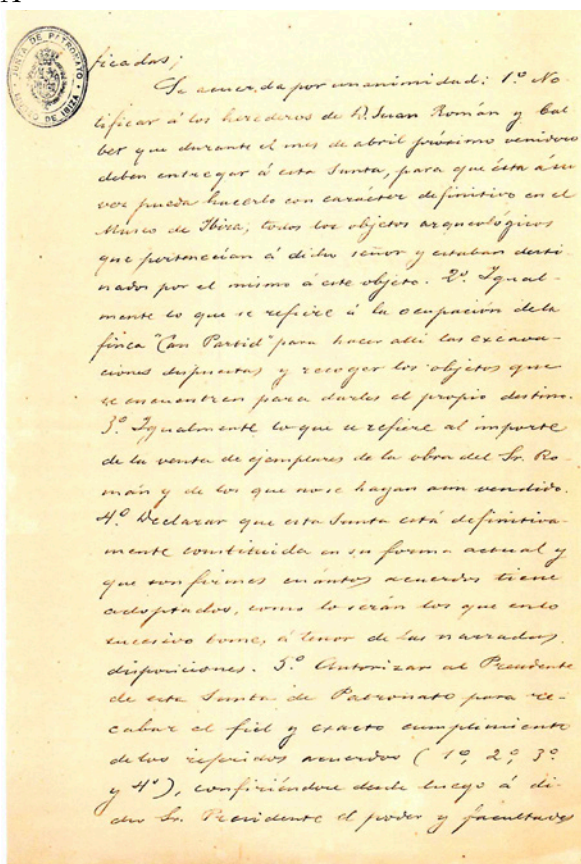 JUNTA DE PATRONATO
MUSEO DE IBIZA
ficadas;
Se acuerda por unanimidad: 1.º No-
tificar á los herederos de D. Juan Román y Cal
bet que durante el mes de abril próximo venidero
deben entregar á esta Junta, para que ésta á su
vez pueda hacerlo con carácter definitivo en el
Museo de Ibiza, todos los objetos arqueológicos
que pertenecían á dicho señor y estaban desti-
nados por el mismo á este objeto. 2º. Igual-
mente lo que se refiere á la ocupación de la
finca "Can Partid" para hacer allí las excava-
ciones dispuestas y recoger los objetos que
se encuentren para darles el propio destino.
3º. Igualmente lo que se refiere al importe
de la venta de ejemplares de la obra del Sr. Ro-
mán y de los que no se hayan aun vendido.
4º. Declarar que esta Junta está definitiva-
mente constituida en su forma actual y
que son firmes cuántos acuerdos tiene
adoptados, como lo serán los que en lo
sucesivo tome, á tenor de las narradas
disposiciones. 5º. Autorizar al Presidente
de esta Junta de Patronato para re-
cabar el fiel y exacto cumplimiento
de los referidos acuerdos (1º, 2º, 3º
y 4º), confiriéndole desde luego á di-
cho Sr. Presidente el poder y facultades